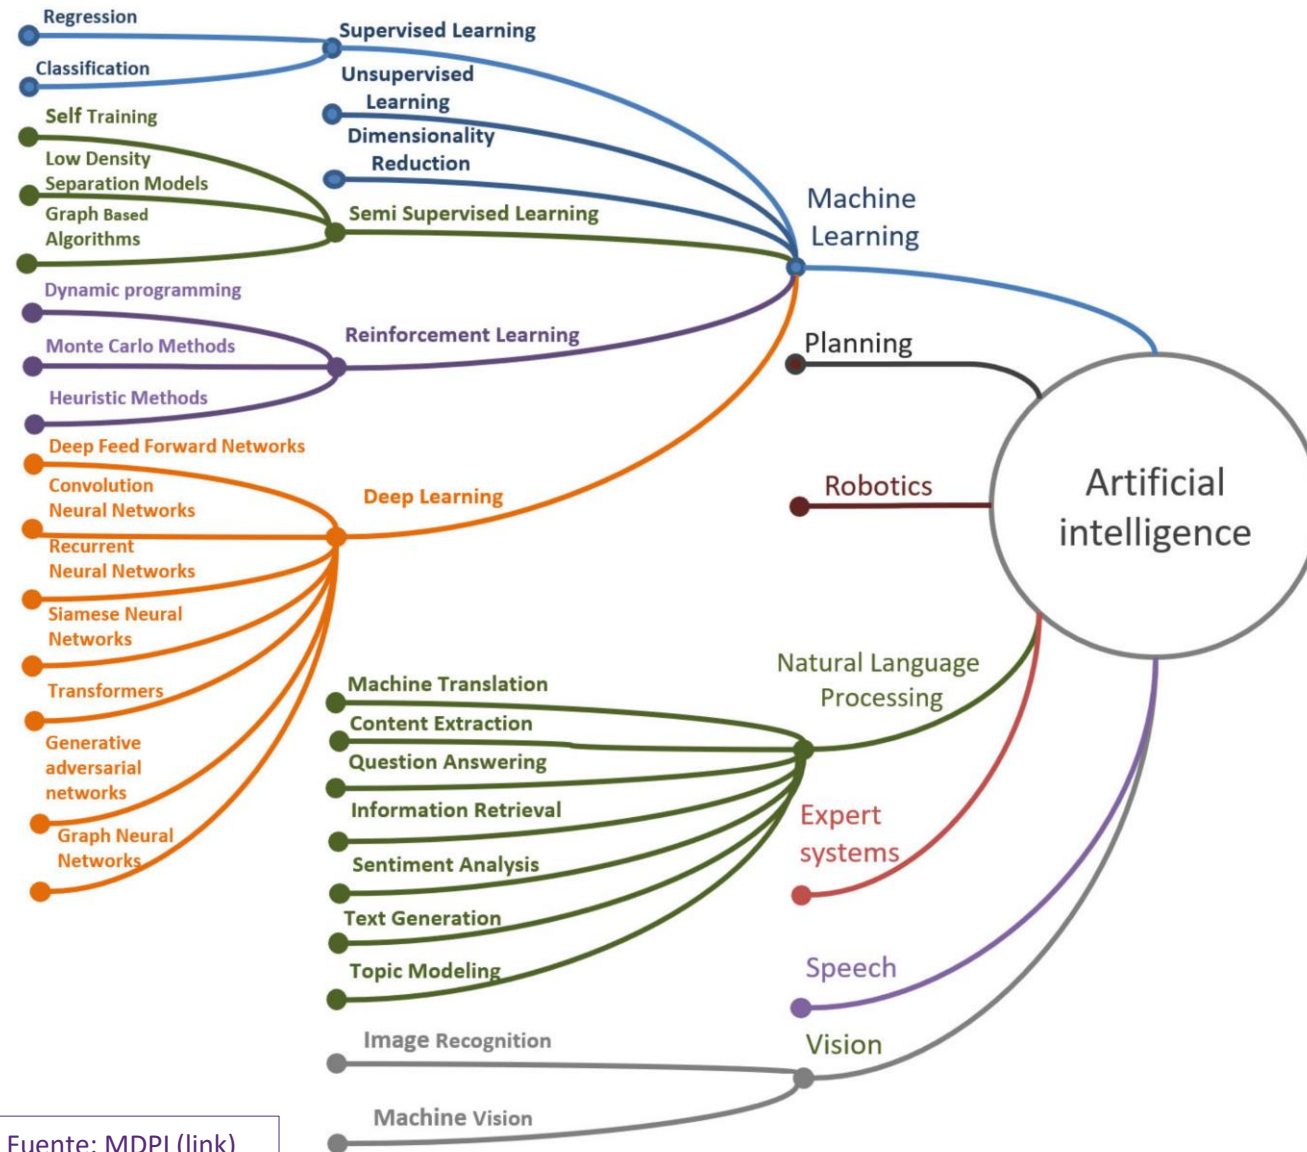 Regression
Classification
Self Training
Low Density
Separation Models
Graph Based
Algorithms
Dynamic programming
Monte Carlo Methods
Heuristic Methods
Deep Feed Forward Networks
Convolution
Neural Networks
Recurrent
Neural Networks
Siamese Neural
Networks
Transformers
Generative
adversarial
networks
Graph Neural
Networks
Supervised Learning
Unsupervised
Learning
Dimensionality
Reduction
Semi Supervised Learning
Reinforcement Learning
Deep Learning
Machine Translation
Content Extraction
Question Answering
Information Retrieval
Sentiment Analysis
Text Generation
Topic Modeling
Image Recognition
Machine Vision
Machine
Learning
Planning
Robotics
Natural Language
Processing
Expert
systems
Speech
Vision
Artificial
intelligence
Fuente: MDPI (link)